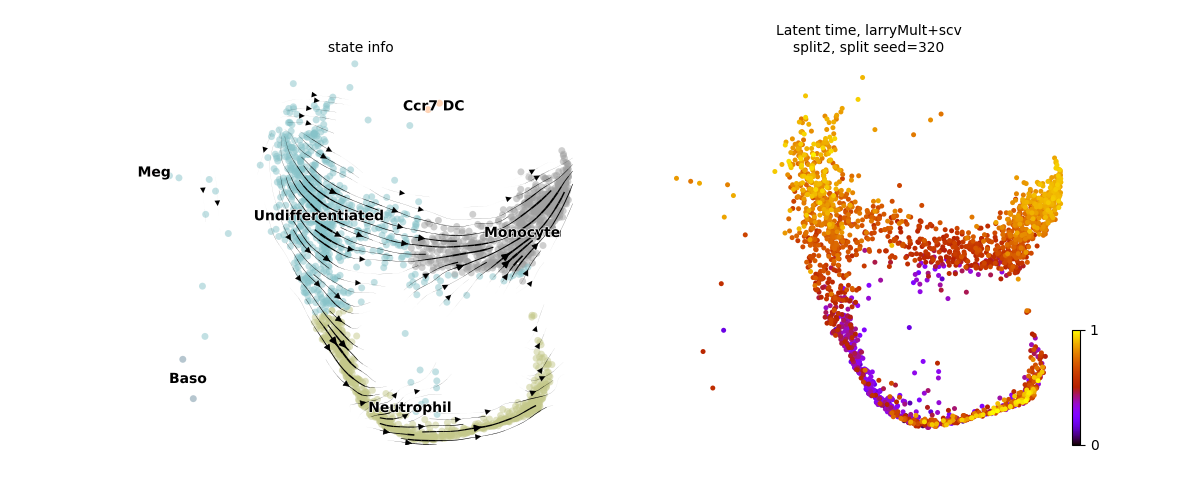 state info
Latent time, larryMult+scv
split2, split seed=320
Ccr7 DC
Meg
Undifferentiated
Monocyte
Baso
Neutrophil
1
0